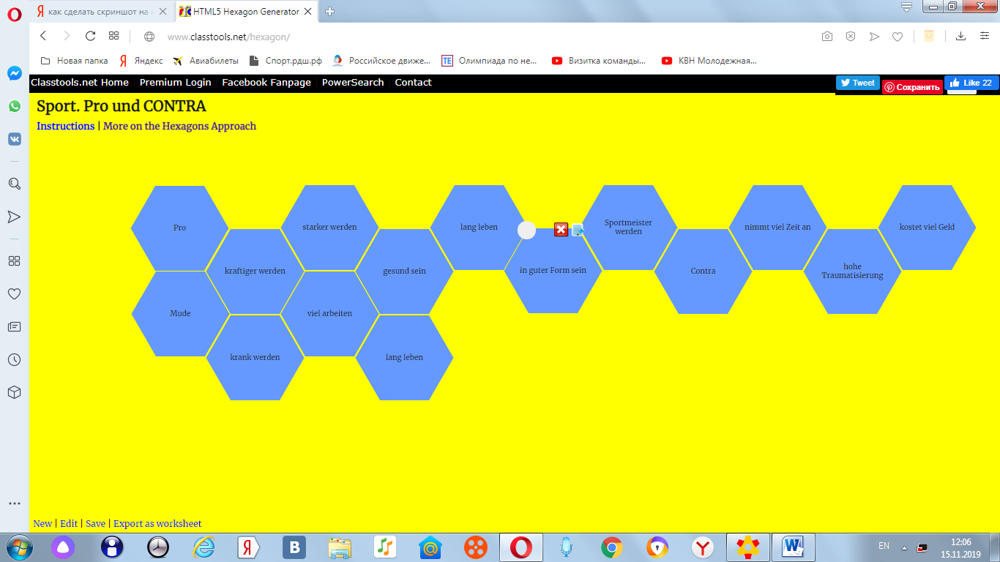 как сделать скриншот на
HTML5 Hexagon Generator
www.classtools.net/hexagon/
Новая папка
Яндекс
Авиабилеты
Спорт.рдш.рф
Российское движе...
TE
Олимпиада по не...
Визитка команды...
КВН Молодежная...
Classtools.net Home
Premium Login
Facebook Fanpage
PowerSearch
Contact
Tweet
Сохранить
Like 22
Sport. Pro und CONTRA
Instructions | More on the Hexagons Approach
Pro
starker werden
lang leben
Sportmeister
werden
nimmt viel Zeit an
kostet viel Geld
kraftiger werden
gesund sein
in guter Form sein
Contra
hohe
Traumatisierung
Mude
viel arbeiten
krank werden
lang leben
New | Edit | Save | Export as worksheet
EN
12:06
15.11.2019